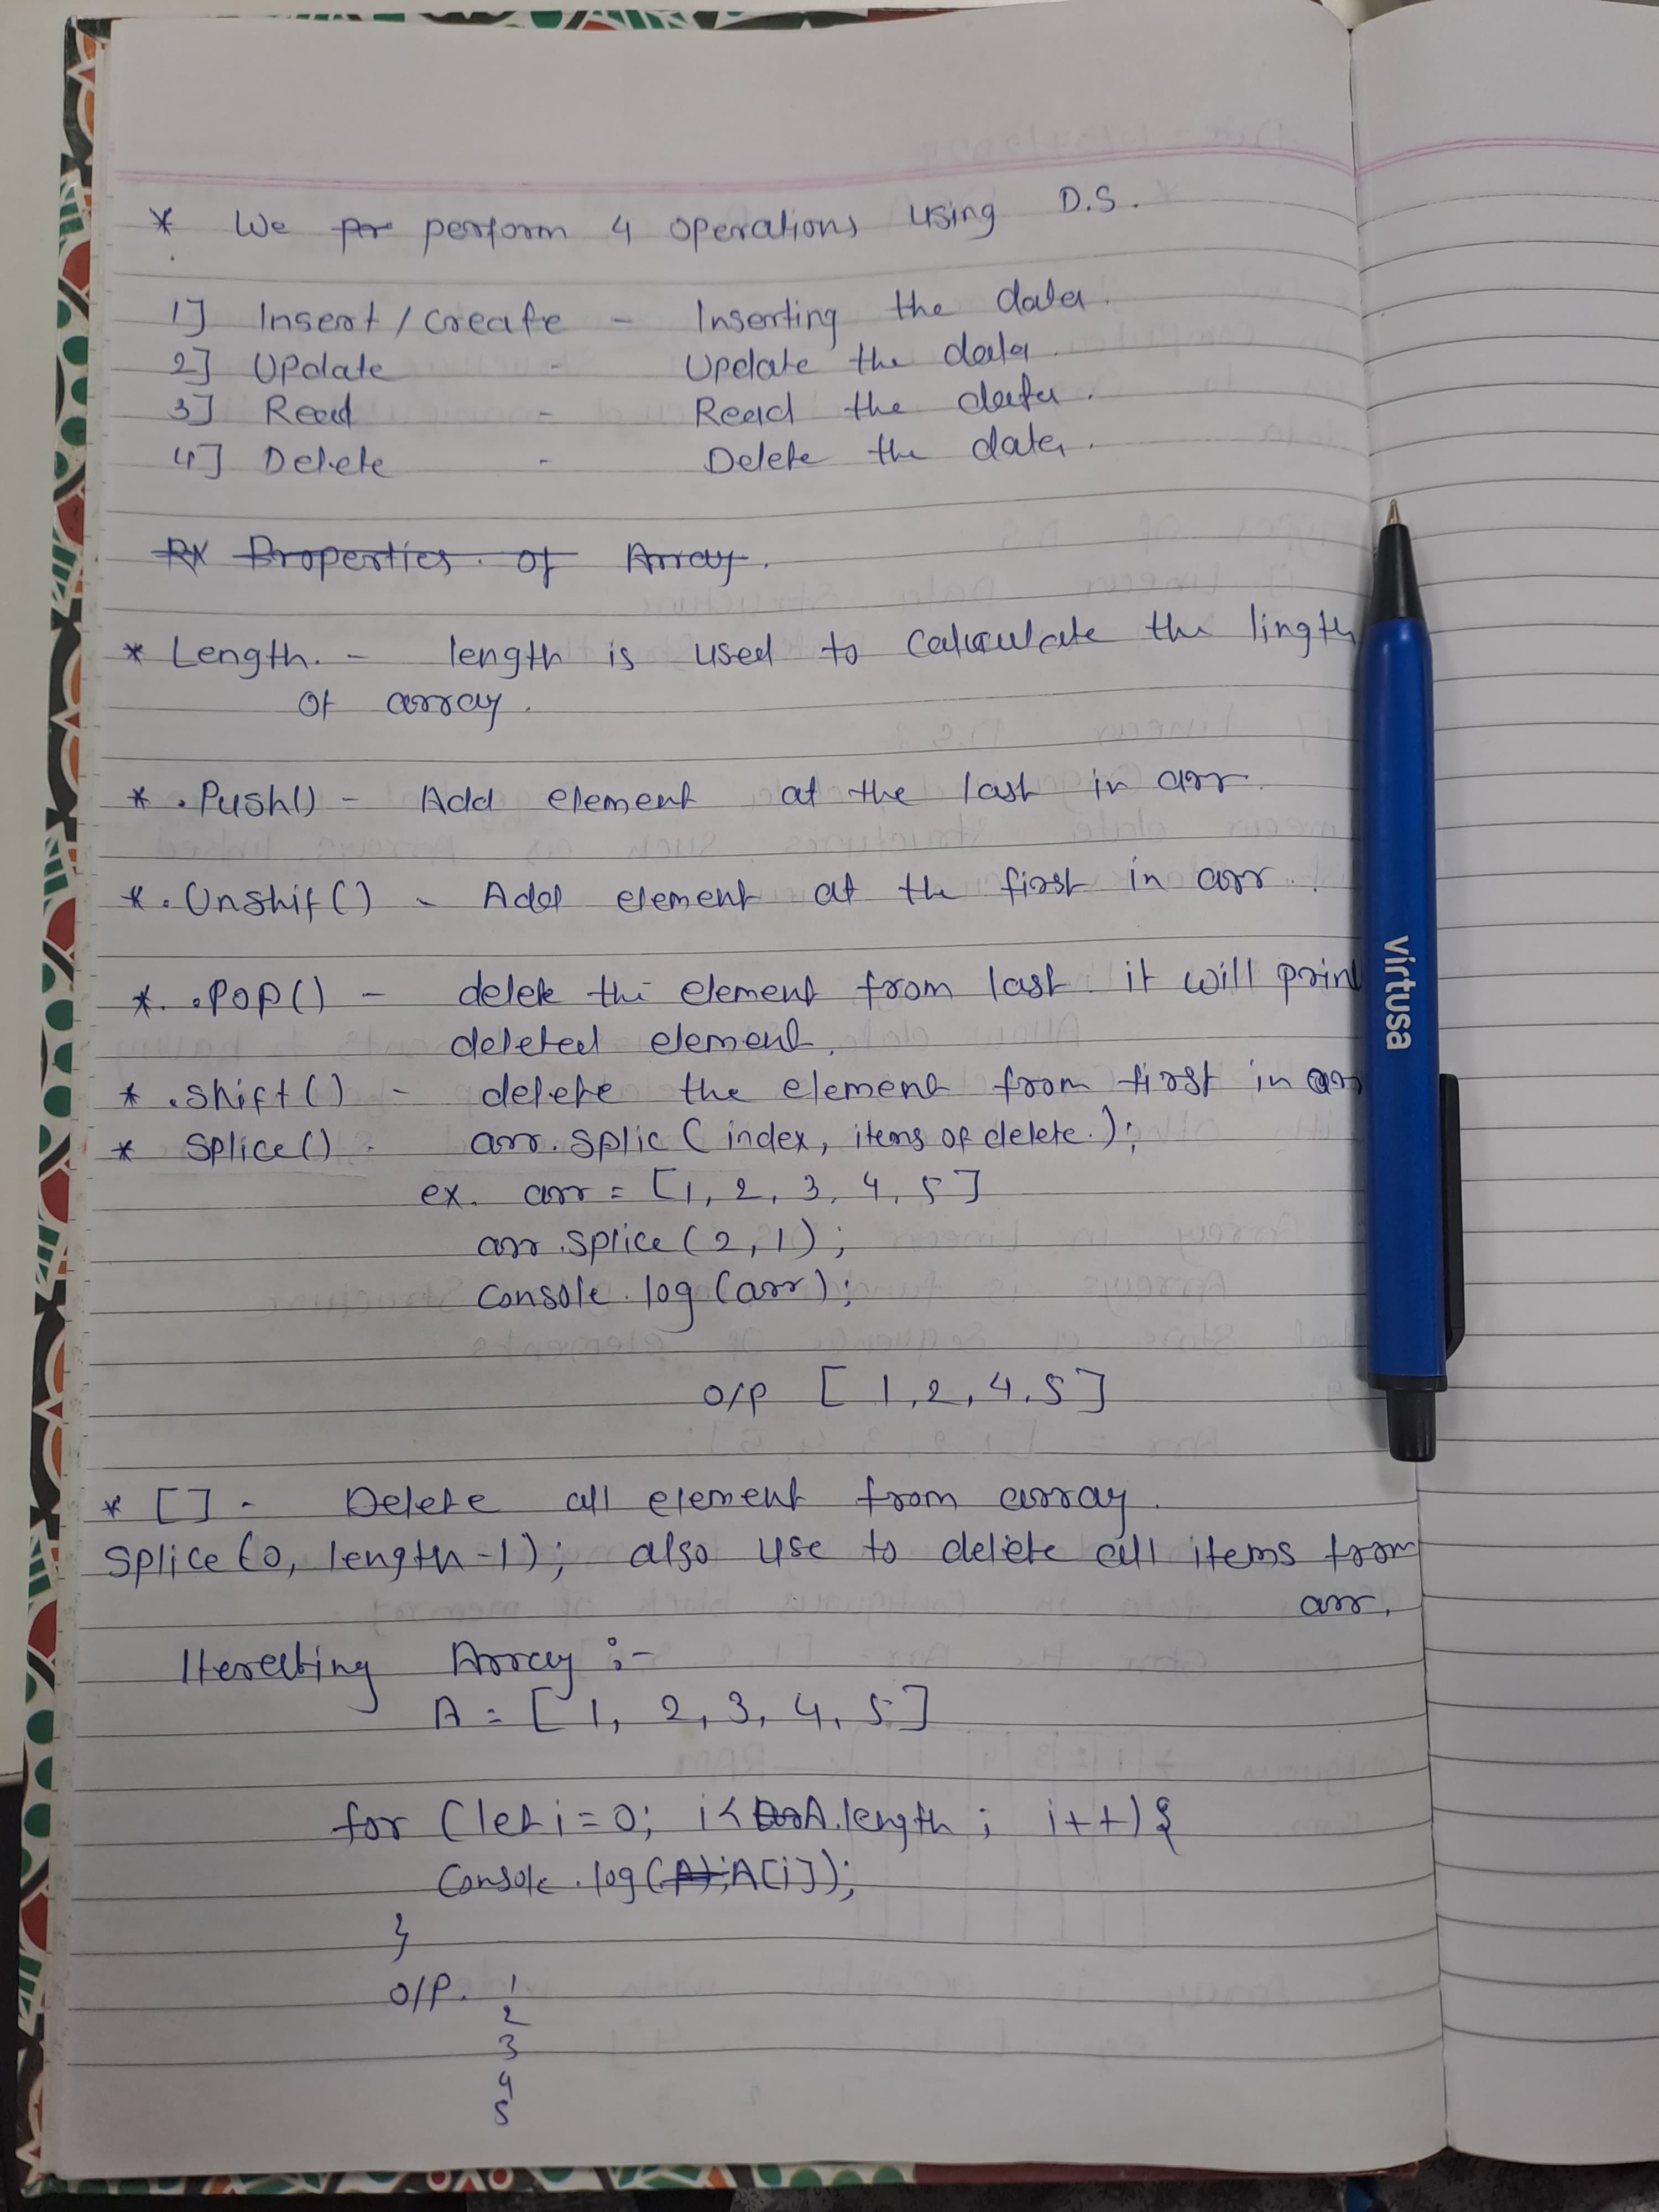 * We per perform 4 operations using D.S.
1] Insert/create - Inserting the data.
2] Update - Update the data.
3] Read - Read the data.
4] Delete - Delete the data.
Properties of Array.
* Length. - length is used to Calculate the lingth
of array.
* .Push() - Add element at the last in arr.
* .Unshif() - Add element at the first in arr.
* .POP() - delete the element from last it will print
deleted element.
* .shift() - delete the element from first in arr
* Splice() - arr.splic (index, items of delete.);
ex. arr = [1, 2, 3, 4, 5]
arr.splice(2,1);
Console.log(arr);
O/P [1,2,4,5]
* [] - Delete all element from array.
Splice(0, length-1); also use to delete all items from
arr.
Iterating Array :-
A = [1, 2, 3, 4, 5]
for (let i=0; i<A.length; i++){
Console.log(A);A[i]);
}
O/P. 1
2
3
4
5
virtusa